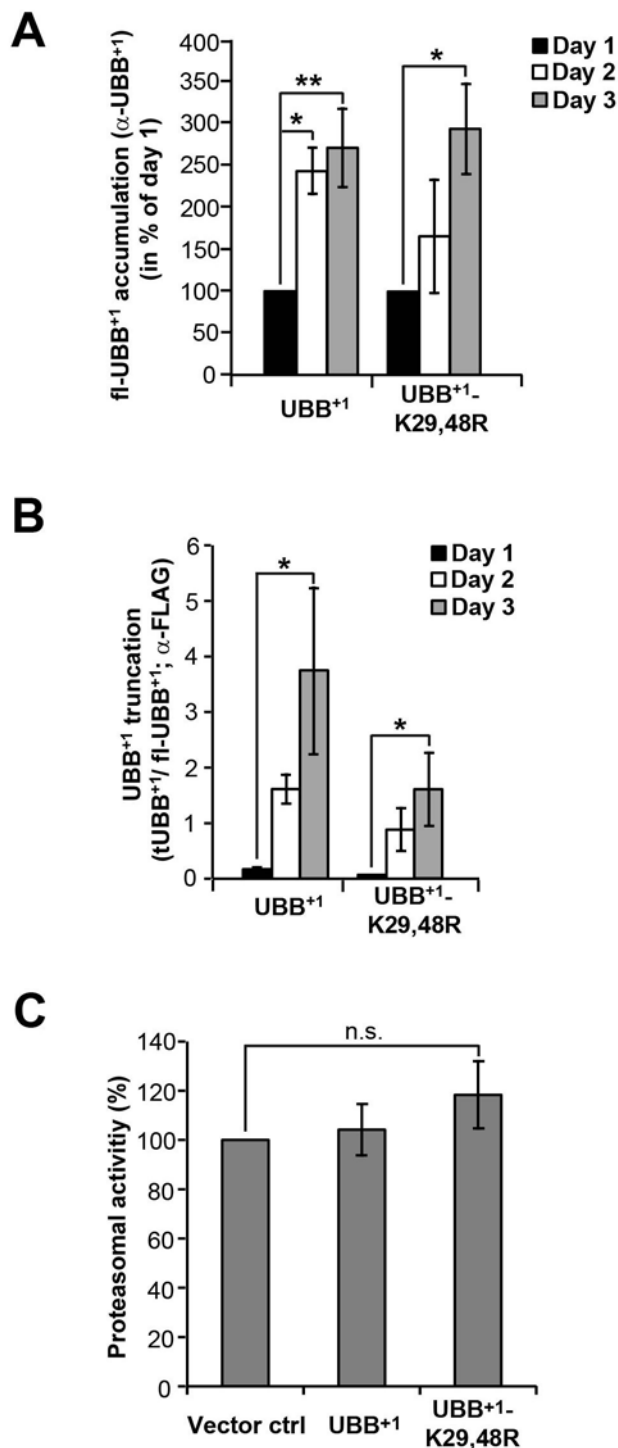 A
fl-UBB⁺¹ accumulation (α-UBB⁺¹)
(in % of day 1)
400
350
300
250
200
150
100
50
0
**
*
*
Day 1
Day 2
Day 3
UBB⁺¹
UBB⁺¹-
K29,48R
B
UBB⁺¹ truncation
(tUBB⁺¹/ fl-UBB⁺¹; α-FLAG)
6
5
4
3
2
1
0
*
*
Day 1
Day 2
Day 3
UBB⁺¹
UBB⁺¹-
K29,48R
C
Proteasomal activitiy (%)
140
120
100
80
60
40
20
0
n.s.
Vector ctrl
UBB⁺¹
UBB⁺¹-
K29,48R